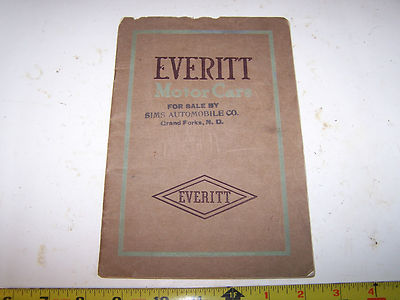 EVERITT
Motor Cars
FOR SALE BY
SIMS AUTOMOBILE CO.
Grand Forks, N. D.
EVERITT